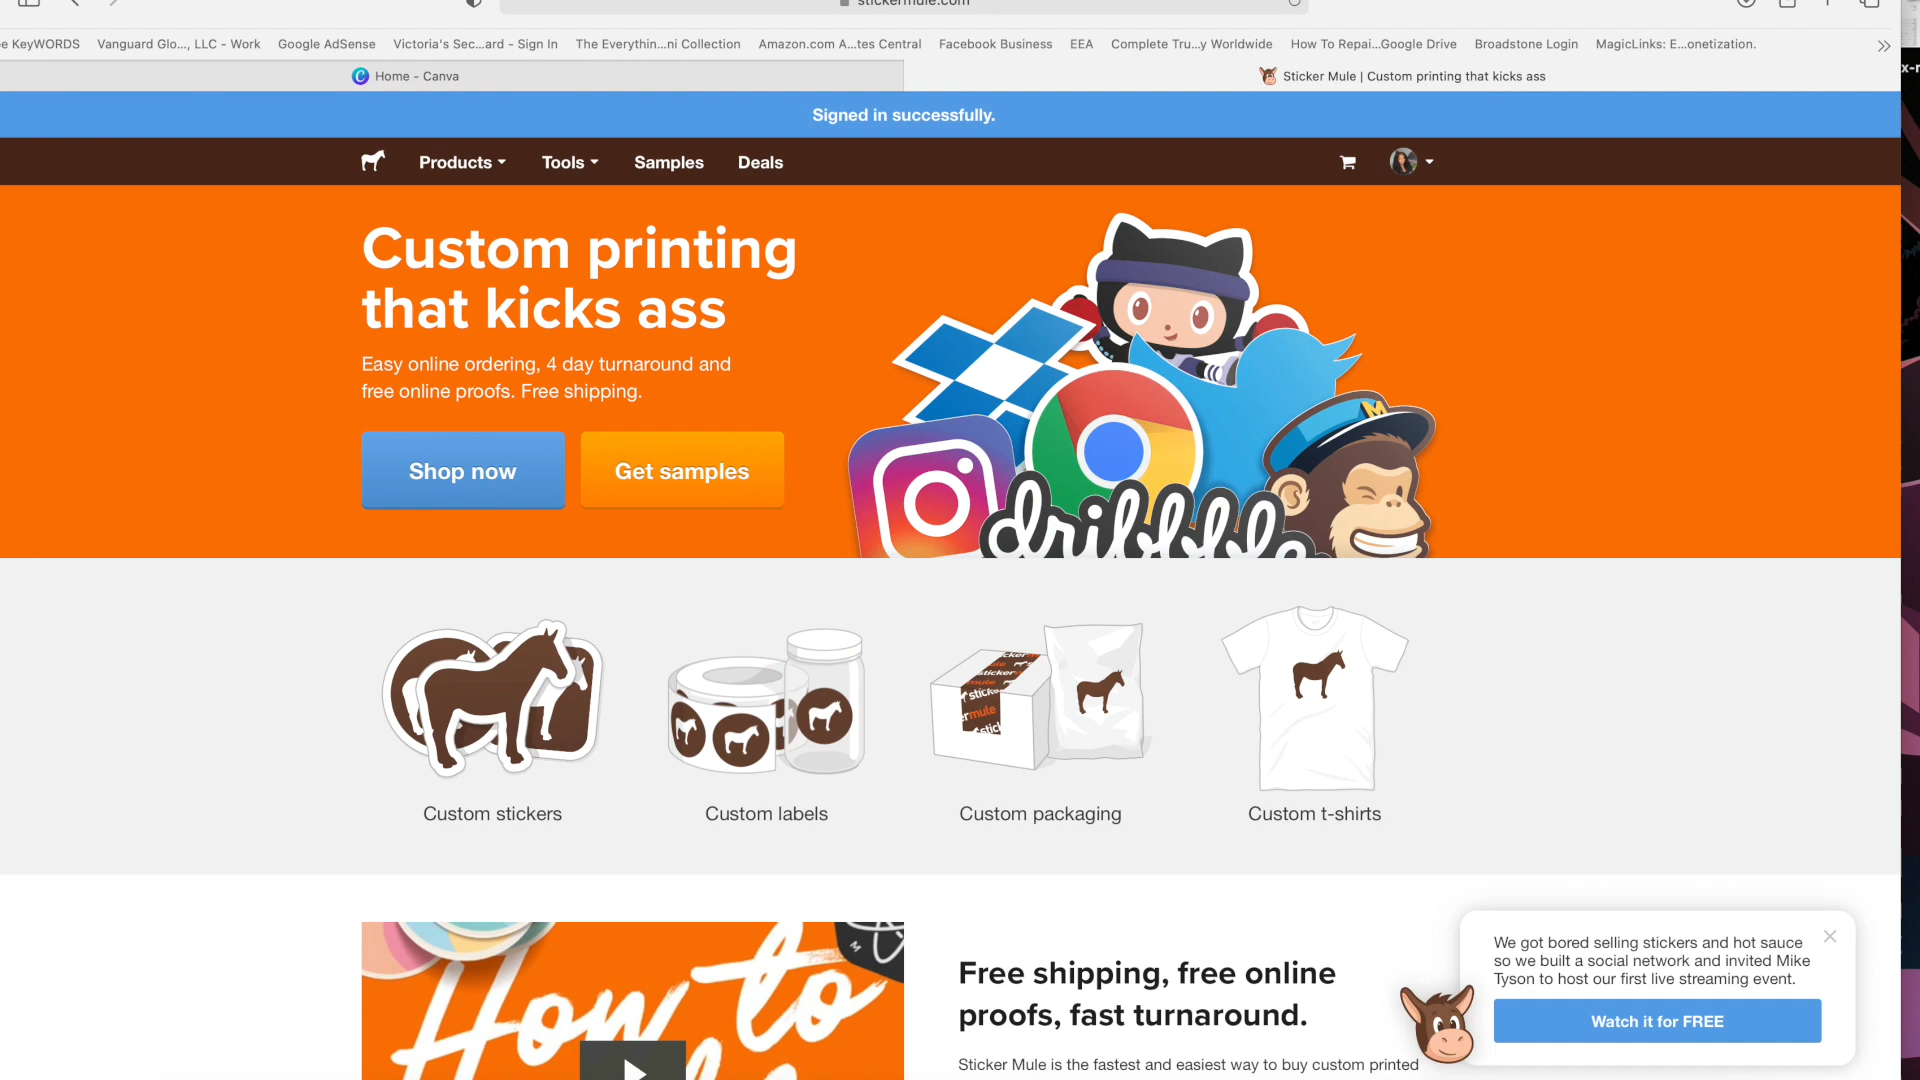 stickermule.com
e KeyWORDS Vanguard Glo..., LLC - Work Google AdSense Victoria's Sec...ard - Sign In The Everythin...ni Collection Amazon.com A...tes Central Facebook Business EEA Complete Tru...y Worldwide How To Repai...Google Drive Broadstone Login MagicLinks: E...onetization.
Home - Canva
Sticker Mule | Custom printing that kicks ass
Signed in successfully.
Products Tools Samples Deals
Custom printing
that kicks ass
Easy online ordering, 4 day turnaround and
free online proofs. Free shipping.
Shop now
Get samples
M
dribbble
Custom stickers
Custom labels
Custom packaging
Custom t-shirts
How to
Free shipping, free online
proofs, fast turnaround.
Sticker Mule is the fastest and easiest way to buy custom printed
We got bored selling stickers and hot sauce
so we built a social network and invited Mike
Tyson to host our first live streaming event.
Watch it for FREE